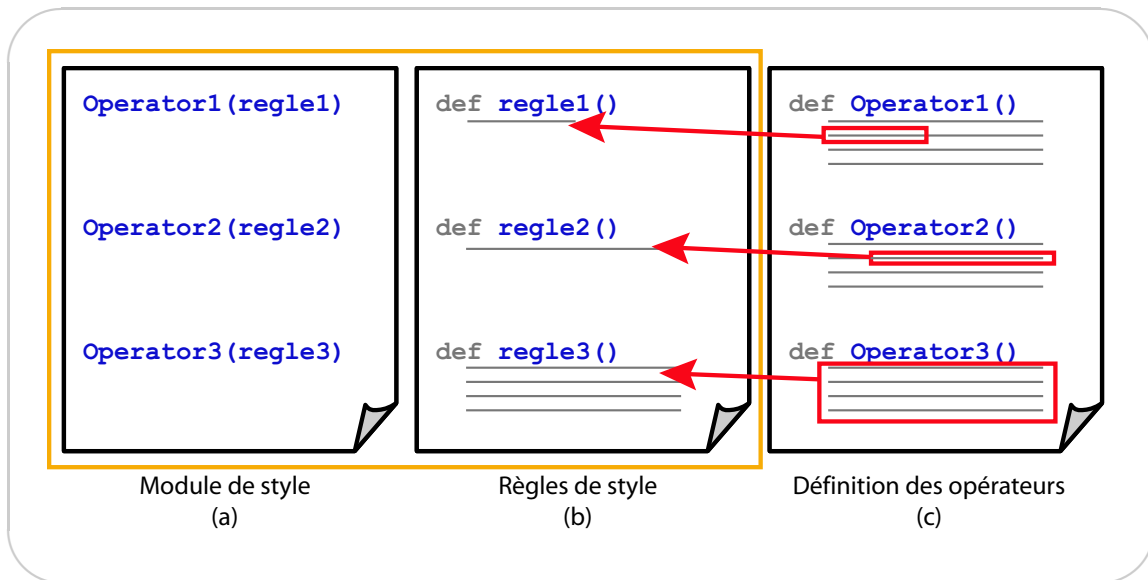 Operator1(regle1)
Operator2(regle2)
Operator3(regle3)
Module de style
(a)
def regle1()
def regle2()
def regle3()
Règles de style
(b)
def Operator1()
def Operator2()
def Operator3()
Définition des opérateurs
(c)